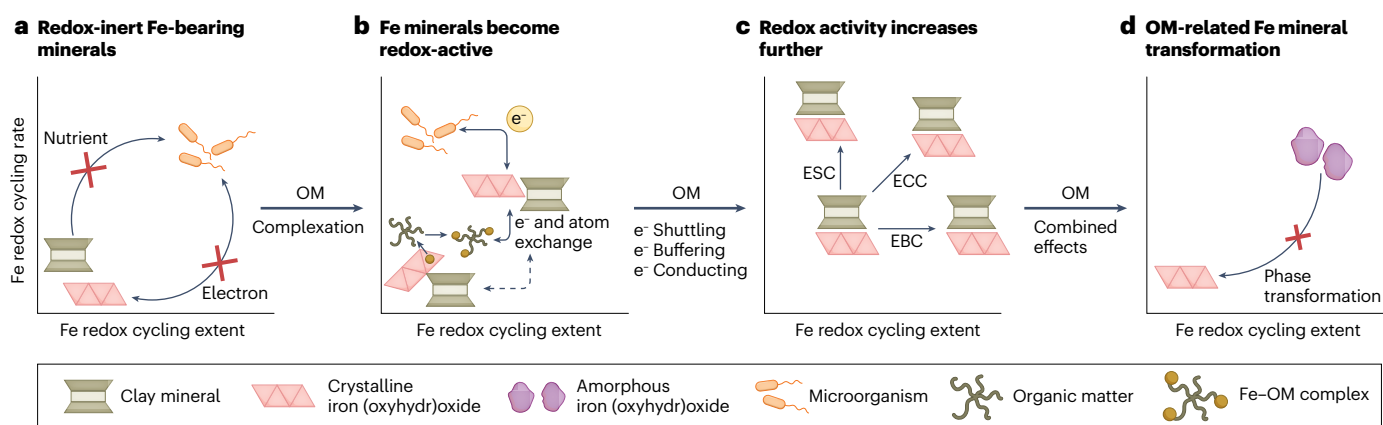 a Redox-inert Fe-bearing
minerals
Fe redox cycling rate
Nutrient
Electron
Fe redox cycling extent
OM
Complexation
b Fe minerals become
redox-active
e⁻
e⁻ and atom
exchange
Fe redox cycling extent
OM
e⁻ Shuttling
e⁻ Buffering
e⁻ Conducting
c Redox activity increases
further
ESC
ECC
EBC
Fe redox cycling extent
OM
Combined
effects
d OM-related Fe mineral
transformation
Phase
transformation
Fe redox cycling extent
Clay mineral
Crystalline
iron (oxyhydr)oxide
Amorphous
iron (oxyhydr)oxide
Microorganism
Organic matter
Fe–OM complex